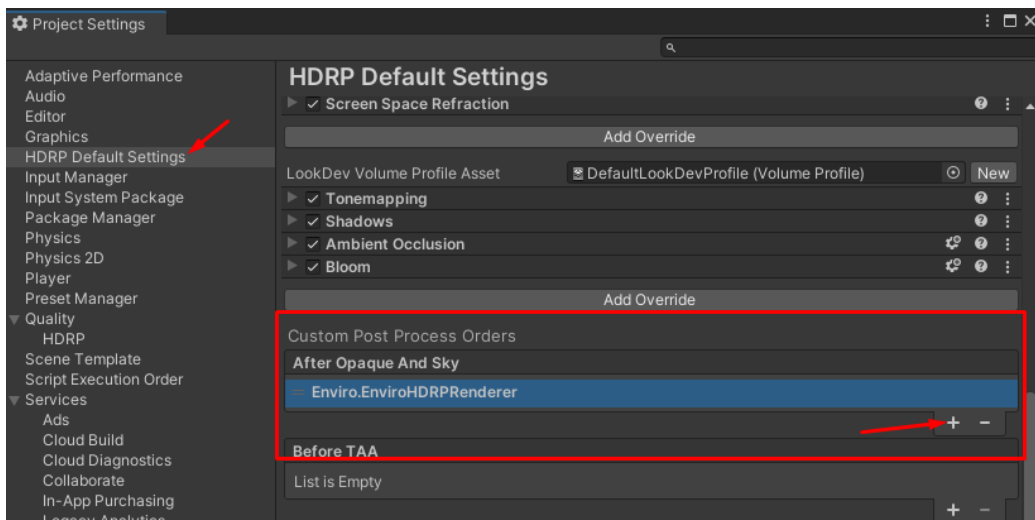 Project Settings
Adaptive Performance
Audio
Editor
Graphics
HDRP Default Settings
Input Manager
Input System Package
Package Manager
Physics
Physics 2D
Player
Preset Manager
Quality
HDRP
Scene Template
Script Execution Order
Services
Ads
Cloud Build
Cloud Diagnostics
Collaborate
In-App Purchasing
Legacy Analytics
HDRP Default Settings
Screen Space Refraction
Add Override
LookDev Volume Profile Asset DefaultLookDevProfile (Volume Profile) New
Tonemapping
Shadows
Ambient Occlusion
Bloom
Add Override
Custom Post Process Orders
After Opaque And Sky
Enviro.EnviroHDRPRenderer
Before TAA
List is Empty